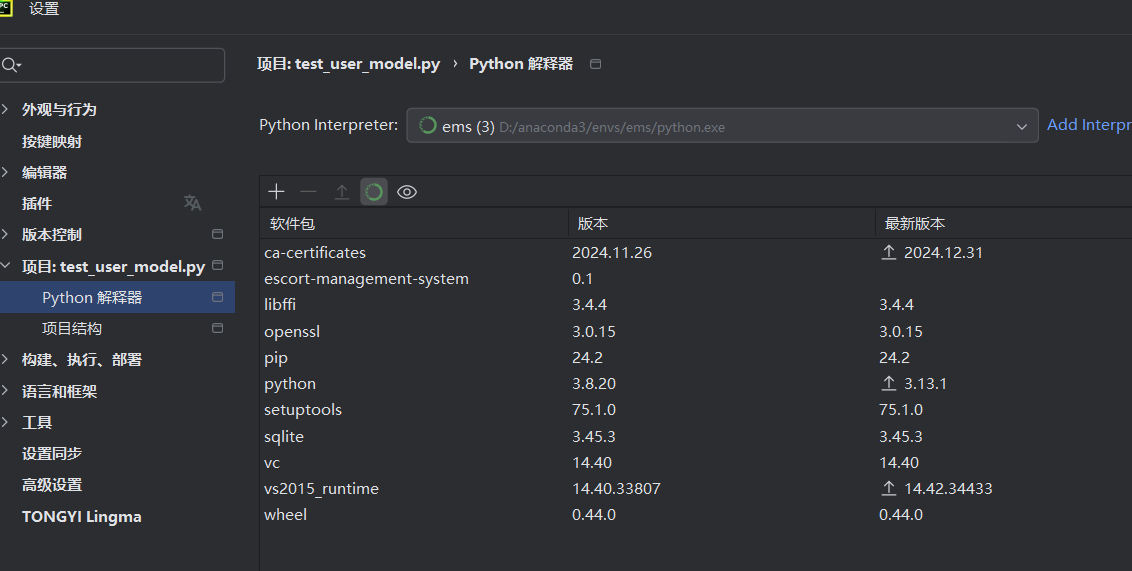 PC 设置
项目: test_user_model.py › Python 解释器
外观与行为
按键映射
编辑器
插件
版本控制
项目: test_user_model.py
Python 解释器
项目结构
构建、执行、部署
语言和框架
工具
设置同步
高级设置
TONGYI Lingma
Python Interpreter: ems (3) D:/anaconda3/envs/ems/python.exe Add Interpr
软件包 版本 最新版本
ca-certificates 2024.11.26 2024.12.31
escort-management-system 0.1
libffi 3.4.4 3.4.4
openssl 3.0.15 3.0.15
pip 24.2 24.2
python 3.8.20 3.13.1
setuptools 75.1.0 75.1.0
sqlite 3.45.3 3.45.3
vc 14.40 14.40
vs2015_runtime 14.40.33807 14.42.34433
wheel 0.44.0 0.44.0